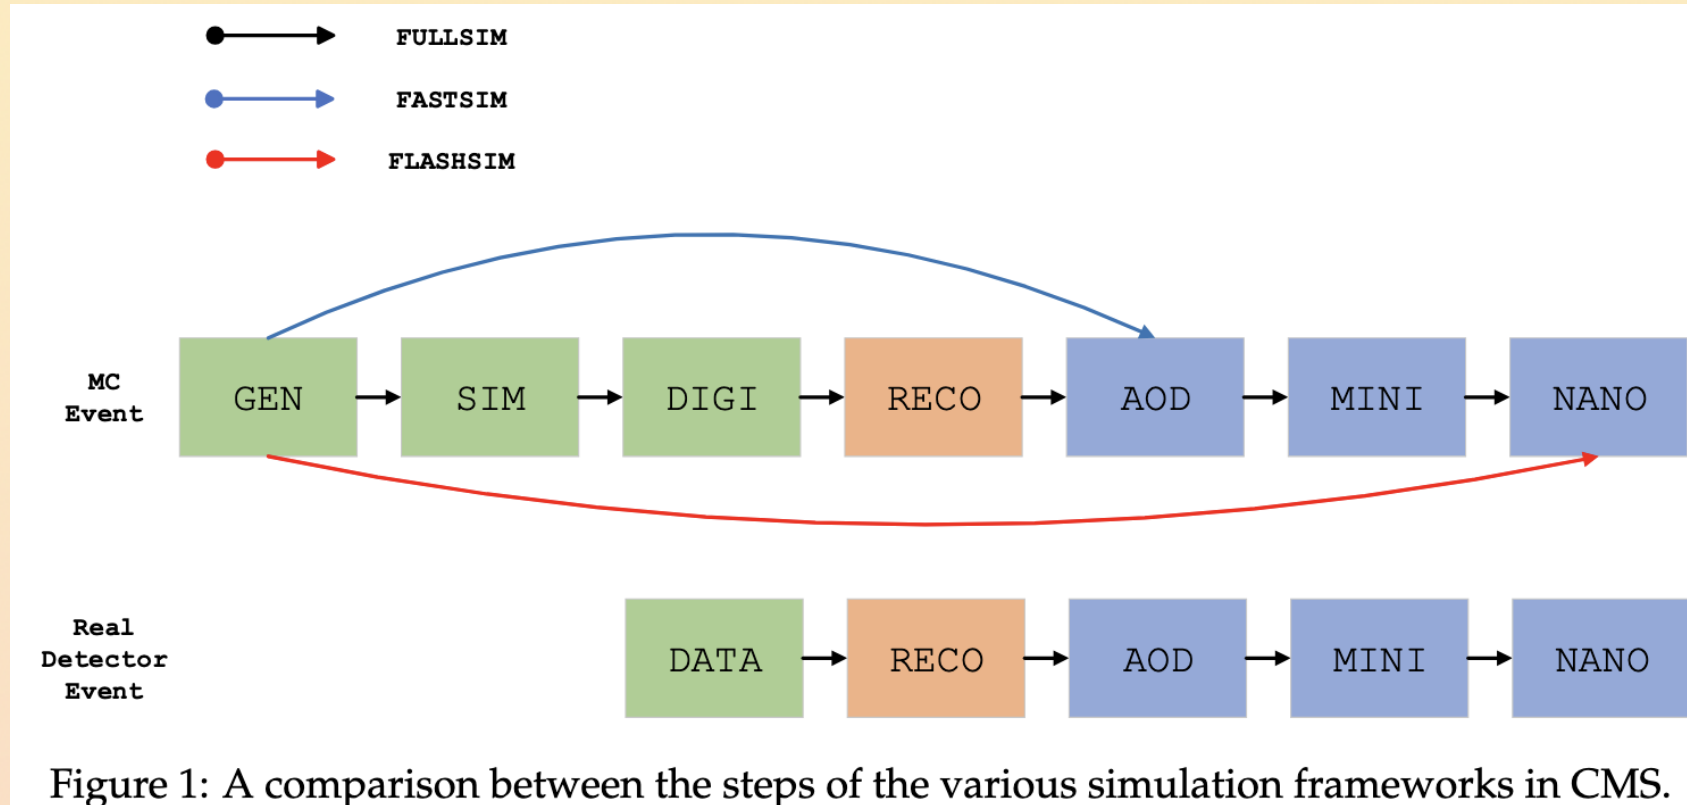 FULLSIM
FASTSIM
FLASHSIM
MC
Event
GEN
SIM
DIGI
RECO
AOD
MINI
NANO
Real
Detector
Event
DATA
RECO
AOD
MINI
NANO
Figure 1: A comparison between the steps of the various simulation frameworks in CMS.